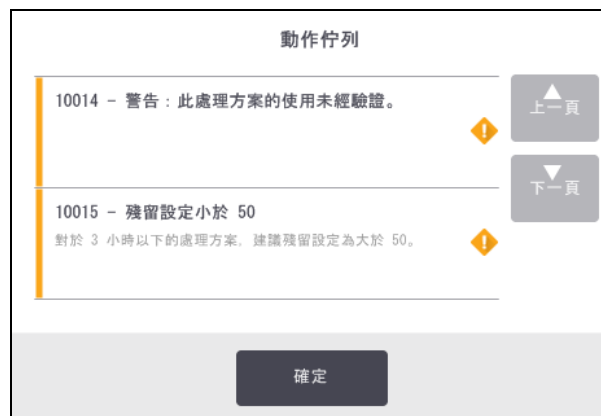 動作佇列
10014 - 警告：此處理方案的使用未經驗證。
上一頁
下一頁
10015 - 殘留設定小於 50
對於 3 小時以下的處理方案，建議殘留設定為大於 50。
確定